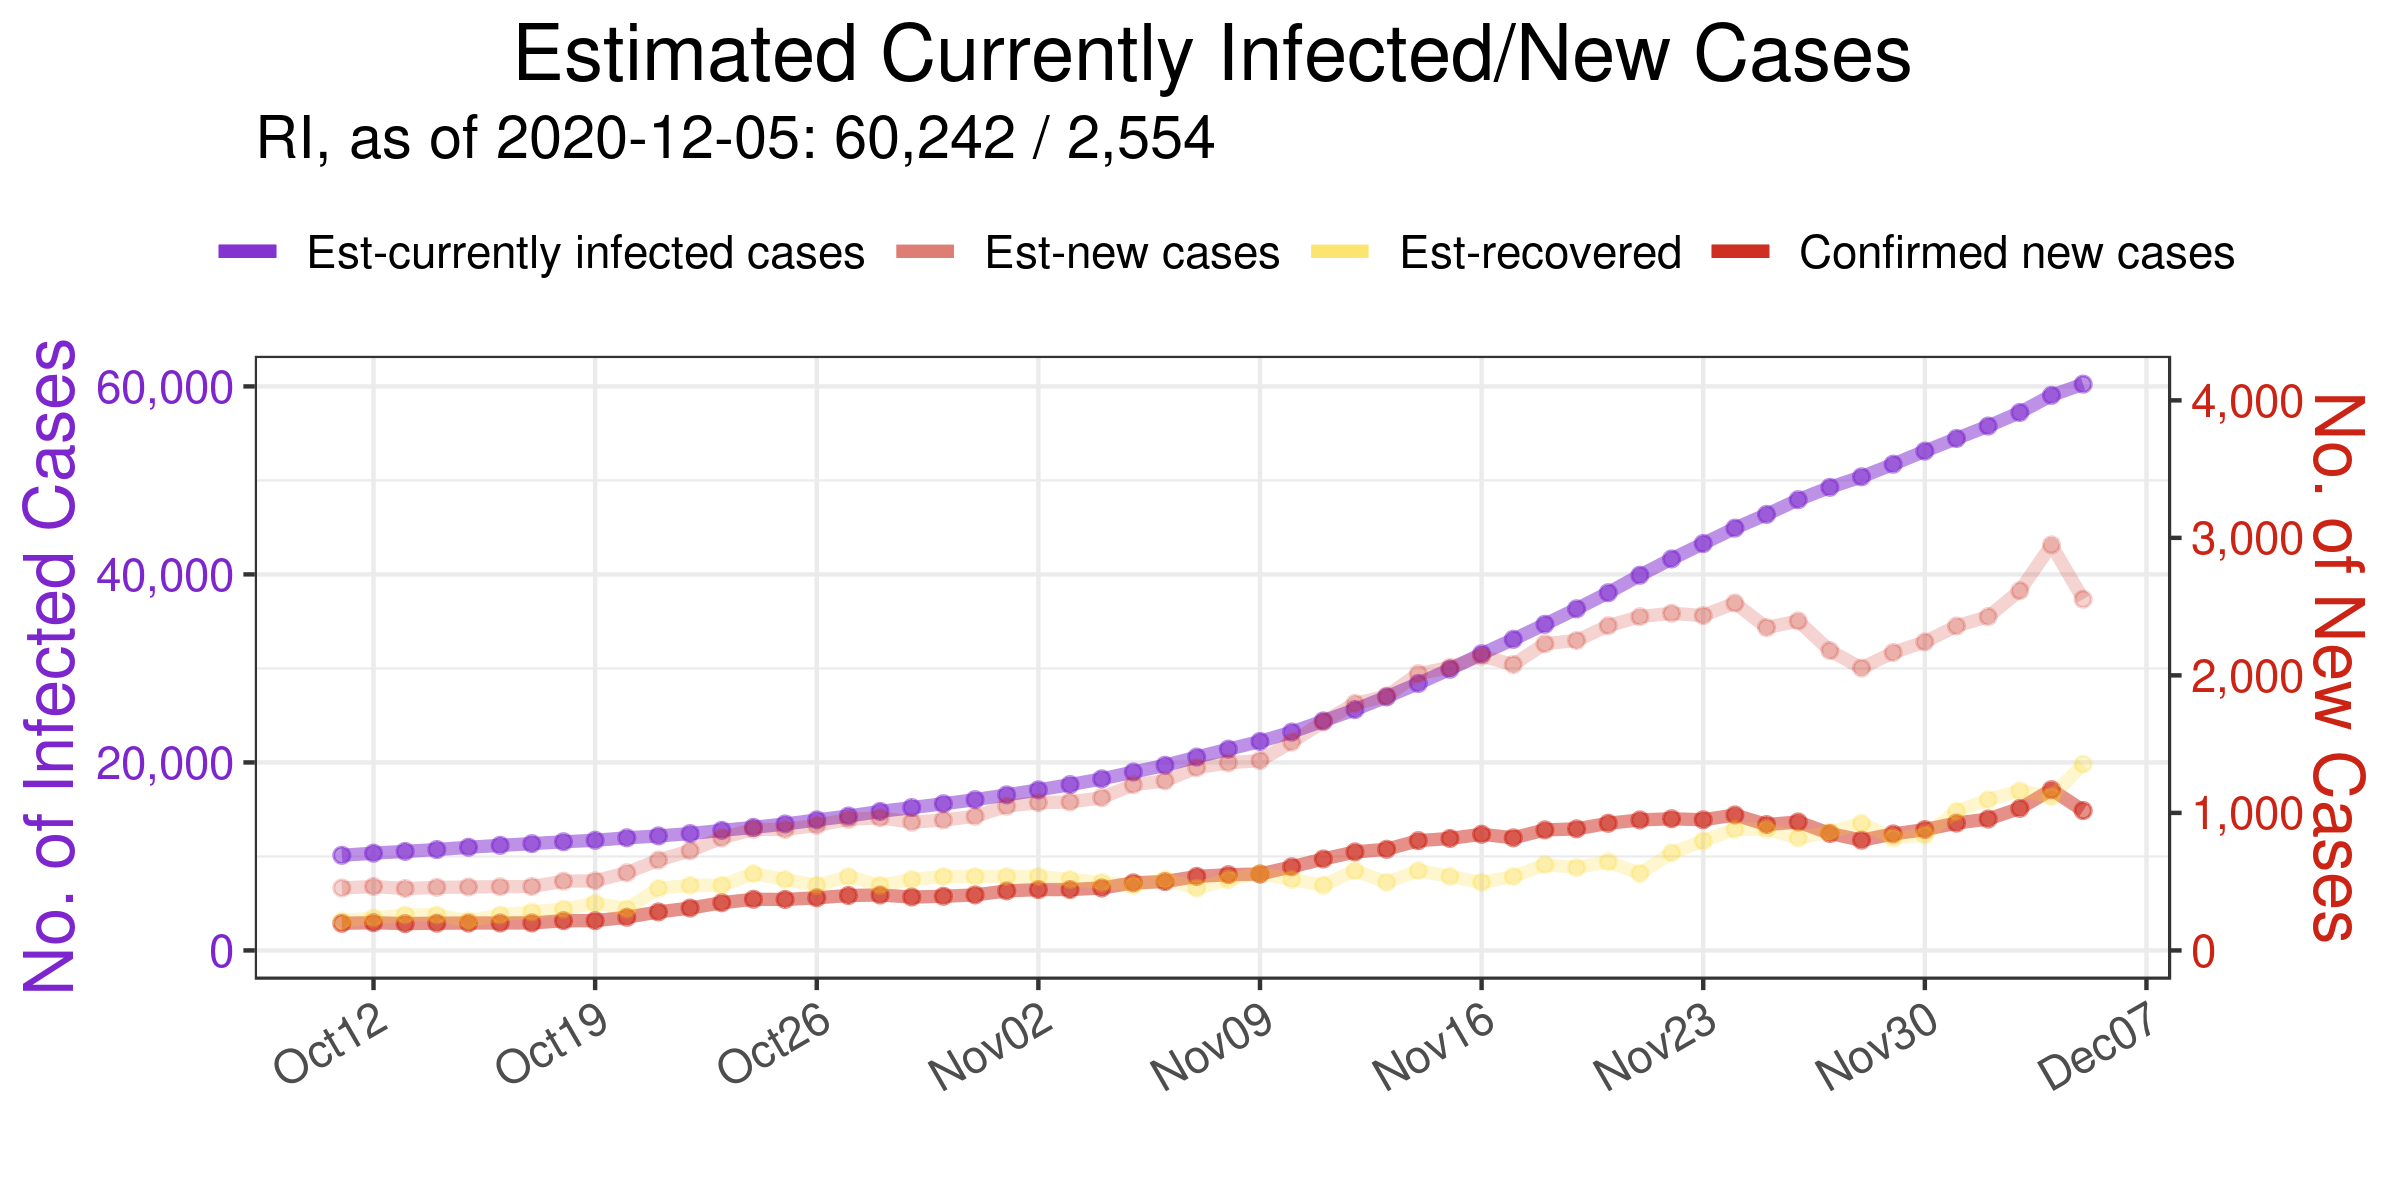 Estimated Currently Infected/New Cases
RI, as of 2020-12-05: 60,242 / 2,554
Est-currently infected cases Est-new cases Est-recovered Confirmed new cases
No. of Infected Cases
60,000
40,000
20,000
0
4,000
3,000
2,000
1,000
0
No. of New Cases
Oct12 Oct19 Oct26 Nov02 Nov09 Nov16 Nov23 Nov30 Dec07